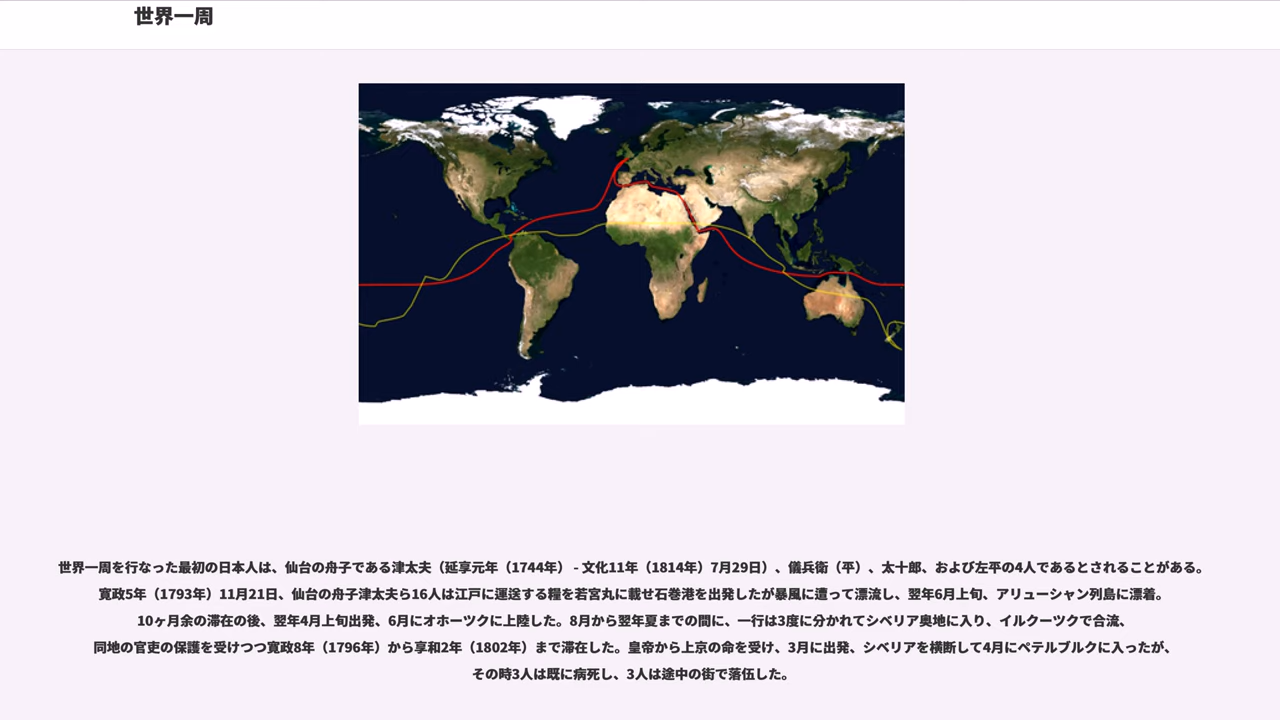 世界一周
世界一周を行なった最初の日本人は、仙台の舟子である津太夫（延享元年（1744年） - 文化11年（1814年）7月29日）、儀兵衛（平）、太十郎、および左平の4人であるとされることがある。
寛政5年（1793年）11月21日、仙台の舟子津太夫ら16人は江戸に運送する糧を若宮丸に載せ石巻港を出発したが暴風に遭って漂流し、翌年6月上旬、アリューシャン列島に漂着。
10ヶ月余の滞在の後、翌年4月上旬出発、6月にオホーツクに上陸した。8月から翌年夏までの間に、一行は3度に分かれてシベリア奥地に入り、イルクーツクで合流、
同地の官吏の保護を受けつつ寛政8年（1796年）から享和2年（1802年）まで滞在した。皇帝から上京の命を受け、3月に出発、シベリアを横断して4月にペテルブルクに入ったが、
その時3人は既に病死し、3人は途中の街で落伍した。